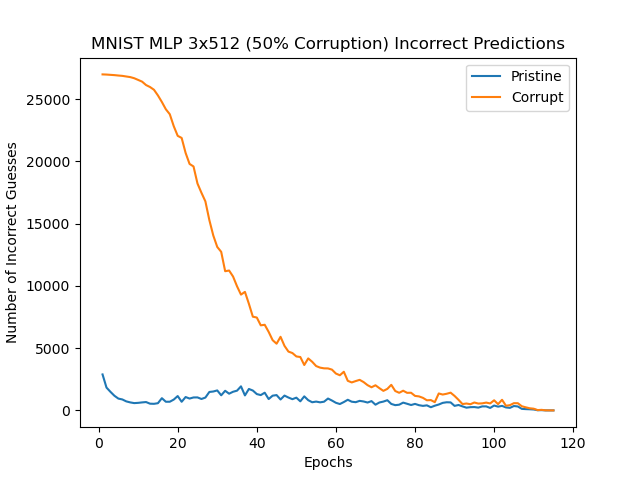 MNIST MLP 3x512 (50% Corruption) Incorrect Predictions
Pristine
Corrupt
Number of Incorrect Guesses
25000
20000
15000
10000
5000
0
0 20 40 60 80 100 120
Epochs